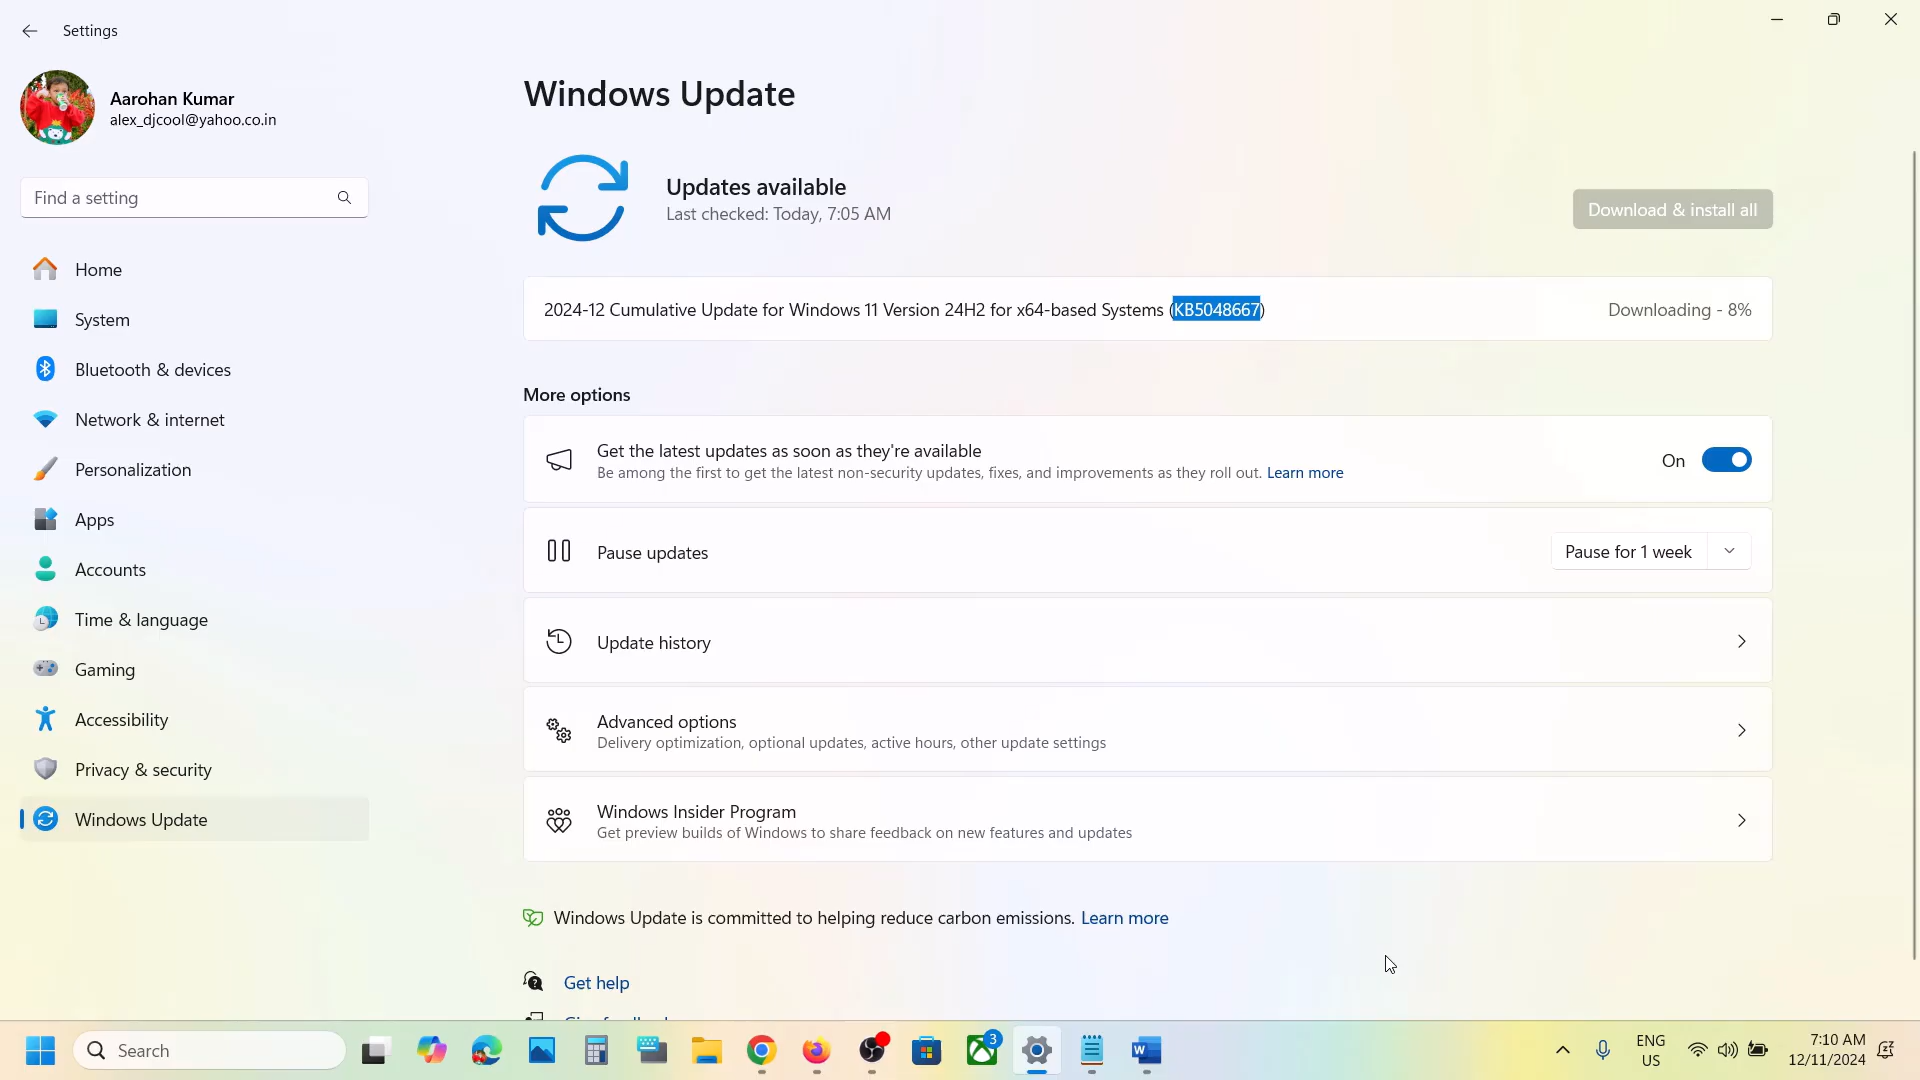 Settings
Aarohan Kumar
alex_djcool@yahoo.co.in
Find a setting
Home
System
Bluetooth & devices
Network & internet
Personalization
Apps
Accounts
Time & language
Gaming
Accessibility
Privacy & security
Windows Update
Windows Update
Updates available
Last checked: Today, 7:05 AM
Download & install all
2024-12 Cumulative Update for Windows 11 Version 24H2 for x64-based Systems (KB5048667)
Downloading - 8%
More options
Get the latest updates as soon as they're available
Be among the first to get the latest non-security updates, fixes, and improvements as they roll out. Learn more
On
Pause updates
Pause for 1 week
Update history
Advanced options
Delivery optimization, optional updates, active hours, other update settings
Windows Insider Program
Get preview builds of Windows to share feedback on new features and updates
Windows Update is committed to helping reduce carbon emissions. Learn more
Get help
Search
3
W
ENG
US
7:10 AM
12/11/2024